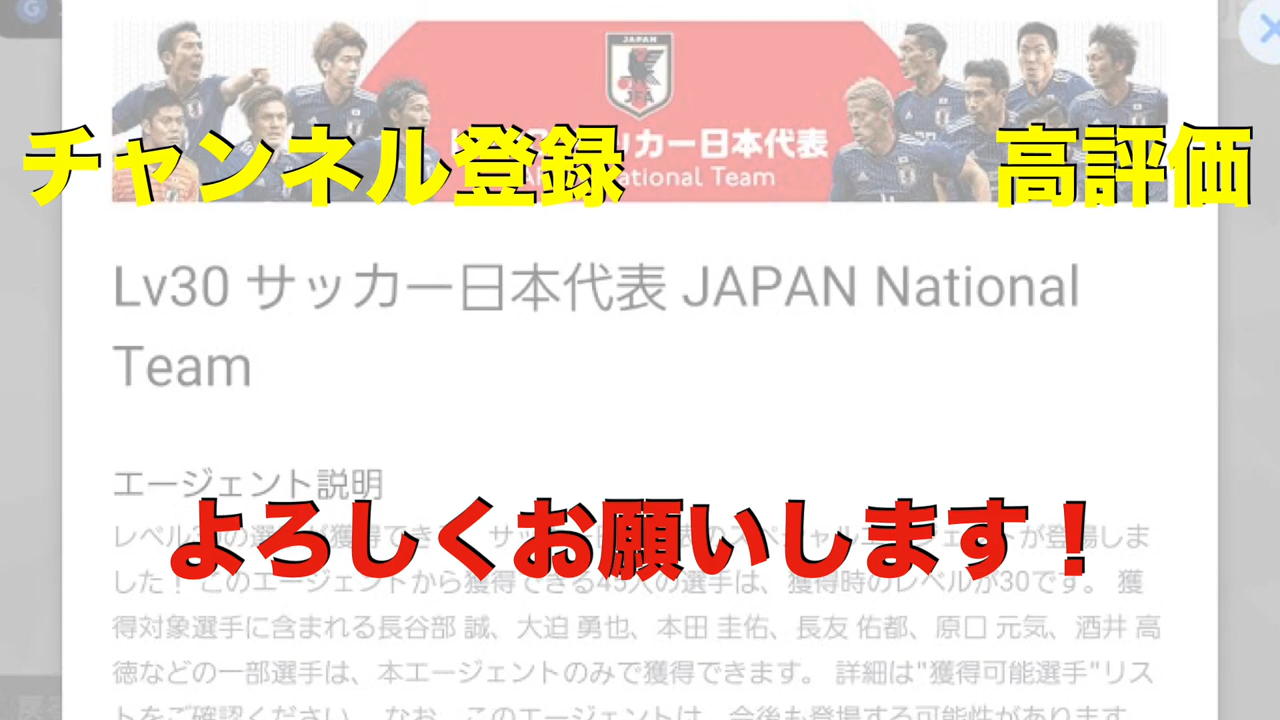 JAPAN
JFA
チャンネル登録
高評価
ッカー日本代表
ational Team
Lv30 サッカー日本代表 JAPAN National
Team
エージェント説明
よろしくお願いします！
した！ このエージェントから獲得できる45人の選手は、獲得時のレベルが30です。 獲
得対象選手に含まれる長谷部 誠、大迫 勇也、本田 圭佑、長友 佑都、原口 元気、酒井 高
徳などの一部選手は、本エージェントのみで獲得できます。 詳細は"獲得可能選手"リス
トをご確認ください。 なお、このエージェントは、今後も登場する可能性があります。